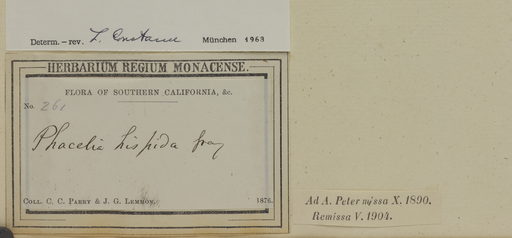 Determ. – rev. L. Constance München 1963
HERBARIUM REGIUM MONACENSE.
FLORA OF SOUTHERN CALIFORNIA, &c.
No. 261
Phacelia hispida Gray
Coll. C. C. Parry & J. G. Lemmon, 1876.
Ad A. Peter missa X. 1890.
Remissa V. 1904.